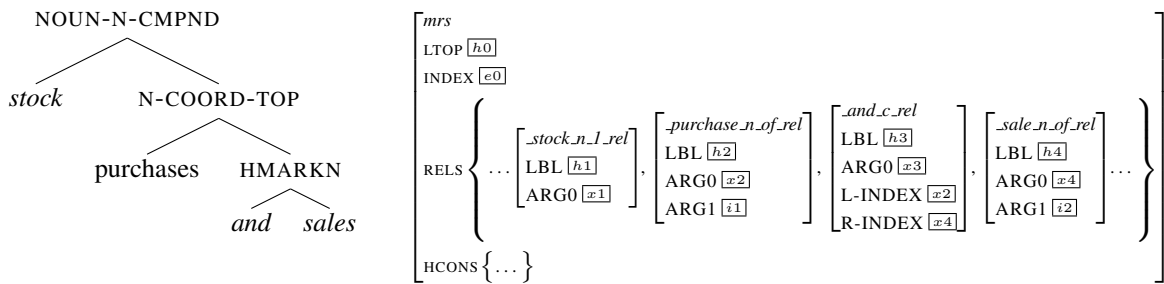 NOUN-N-CMPND
stock N-COORD-TOP
purchases HMARKN
and sales
mrs
LTOP h0
INDEX e0
RELS { ... [ _stock_n_1_rel LBL h1 ARG0 x1 ], [ _purchase_n_of_rel LBL h2 ARG0 x2 ARG1 i1 ], [ _and_c_rel LBL h3 ARG0 x3 L-INDEX x2 R-INDEX x4 ], [ _sale_n_of_rel LBL h4 ARG0 x4 ARG1 i2 ] ... }
HCONS { ... }